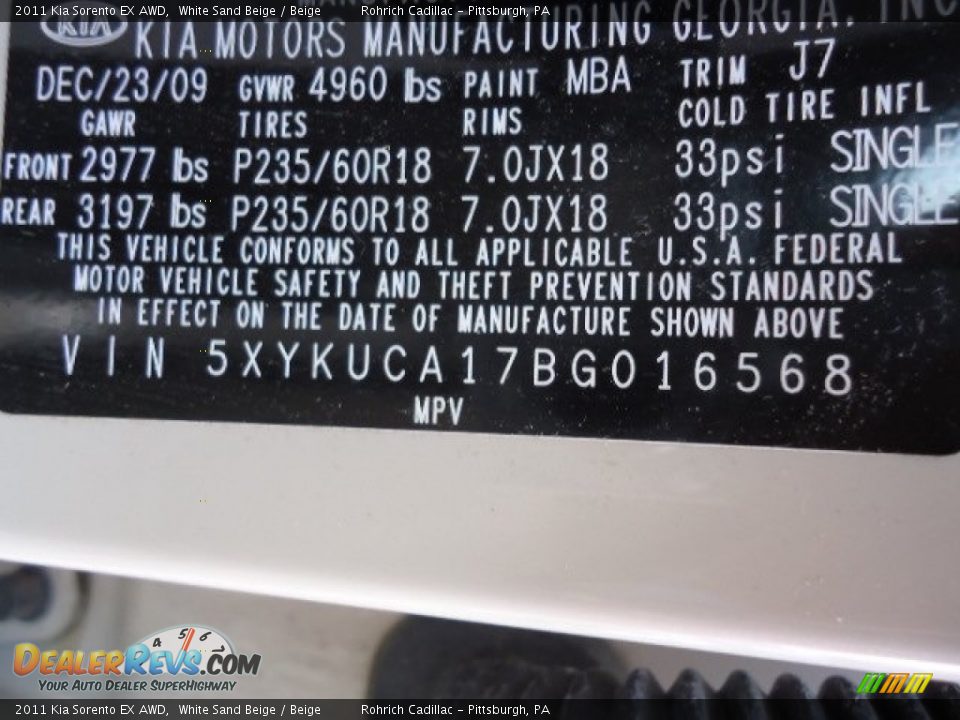 2011 Kia Sorento EX AWD, White Sand Beige / Beige Rohrich Cadillac - Pittsburgh, PA
KIA KIA MOTORS MANUFACTURING GEORGIA, INC
DEC/23/09 GVWR 4960 lbs PAINT MBA TRIM J7
GAWR TIRES RIMS COLD TIRE INFL
FRONT 2977 lbs P235/60R18 7.0JX18 33psi SINGLE
REAR 3197 lbs P235/60R18 7.0JX18 33psi SINGLE
THIS VEHICLE CONFORMS TO ALL APPLICABLE U.S.A. FEDERAL
MOTOR VEHICLE SAFETY AND THEFT PREVENTION STANDARDS
IN EFFECT ON THE DATE OF MANUFACTURE SHOWN ABOVE
VIN 5XYKUCA17BG016568
MPV
4 5 6
DEALERREVS.COM
YOUR AUTO DEALER SUPERHIGHWAY
2011 Kia Sorento EX AWD, White Sand Beige / Beige Rohrich Cadillac - Pittsburgh, PA